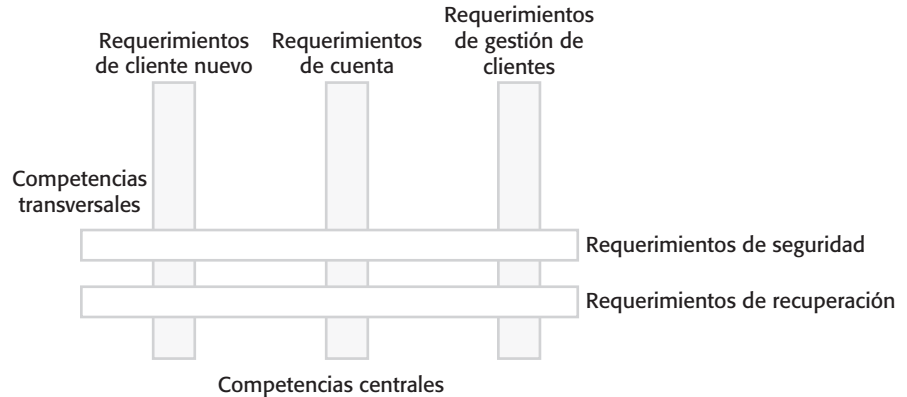 Requerimientos
de cliente nuevo
Requerimientos
de cuenta
Requerimientos
de gestión de
clientes
Competencias
transversales
Requerimientos de seguridad
Requerimientos de recuperación
Competencias centrales